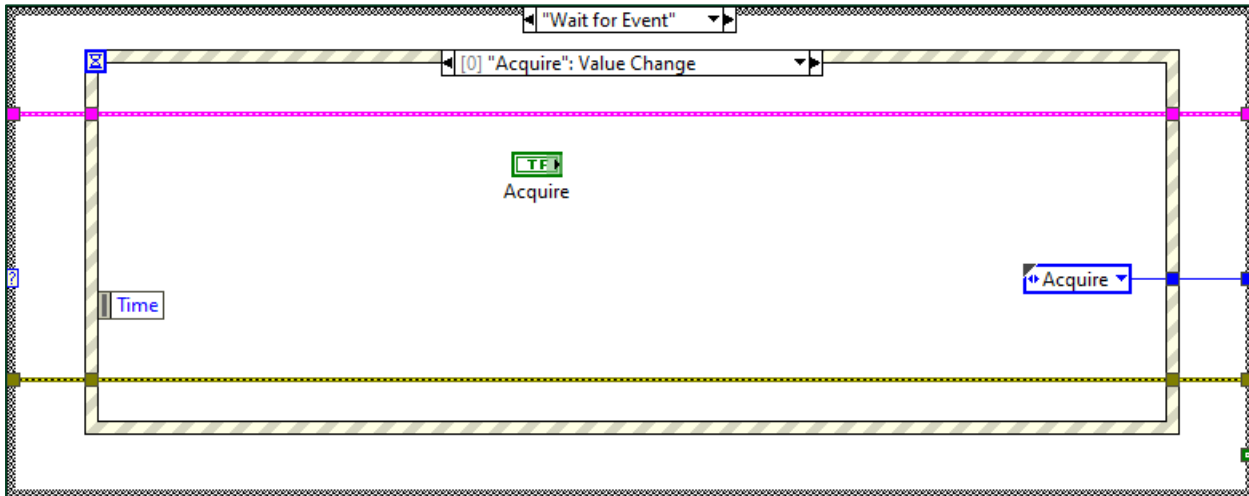 "Wait for Event"
[0] "Acquire": Value Change
TF
Acquire
?
Acquire
Time